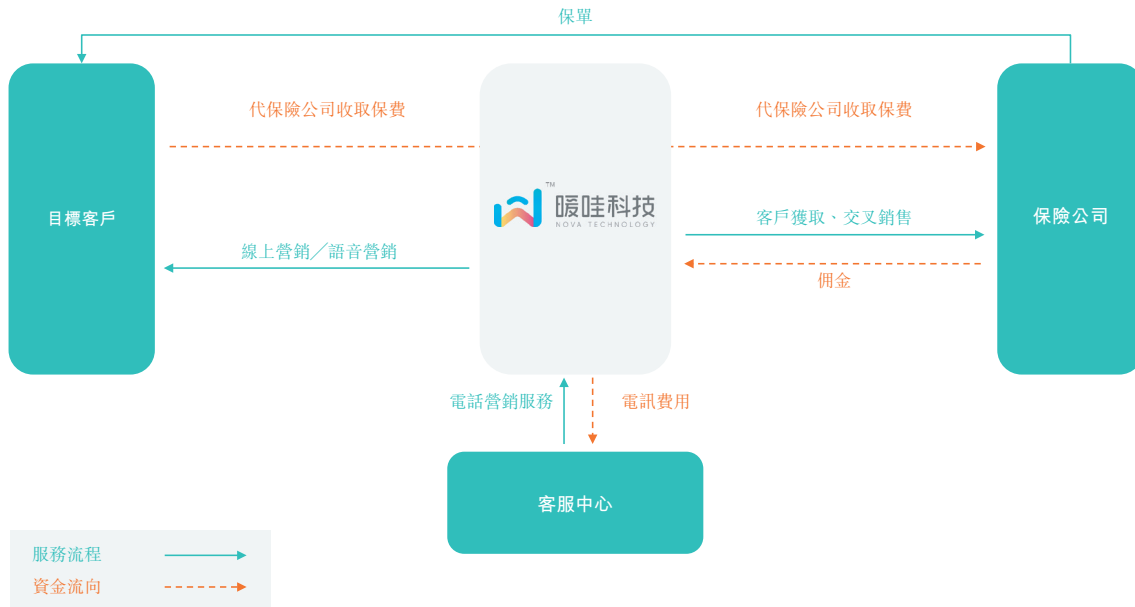 保單
代保險公司收取保費
代保險公司收取保費
目標客戶
TM
暖哇科技
NOVA TECHNOLOGY
保險公司
客戶獲取、交叉銷售
線上營銷／語音營銷
佣金
電話營銷服務
電訊費用
客服中心
服務流程
資金流向